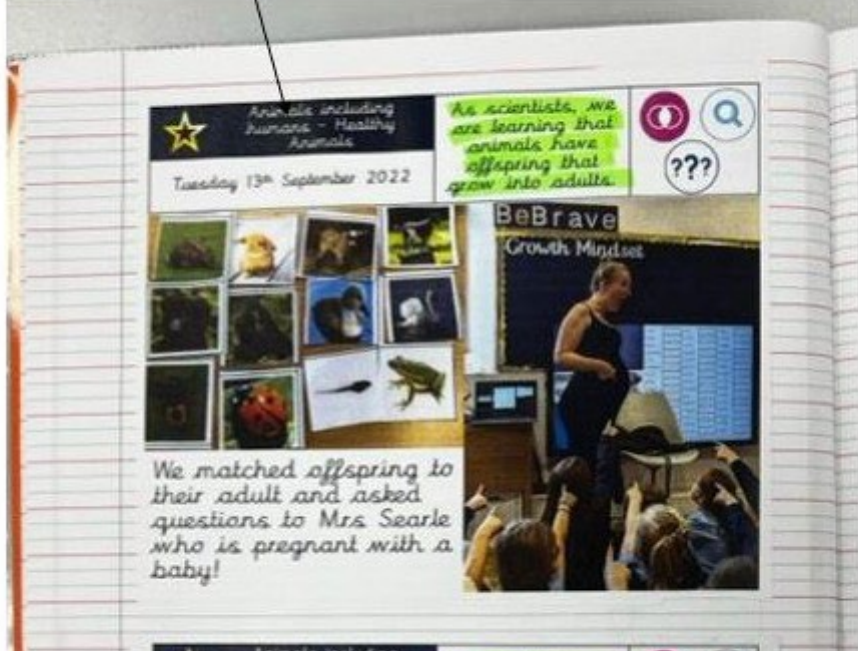 Animals including
humans - Healthy
Animals
Tuesday 13th September 2022
As scientists, we
are learning that
animals have
offspring that
grow into adults
???
BeBrave
Growth Mindset
We matched offspring to
their adult and asked
questions to Mrs Searle
who is pregnant with a
baby!